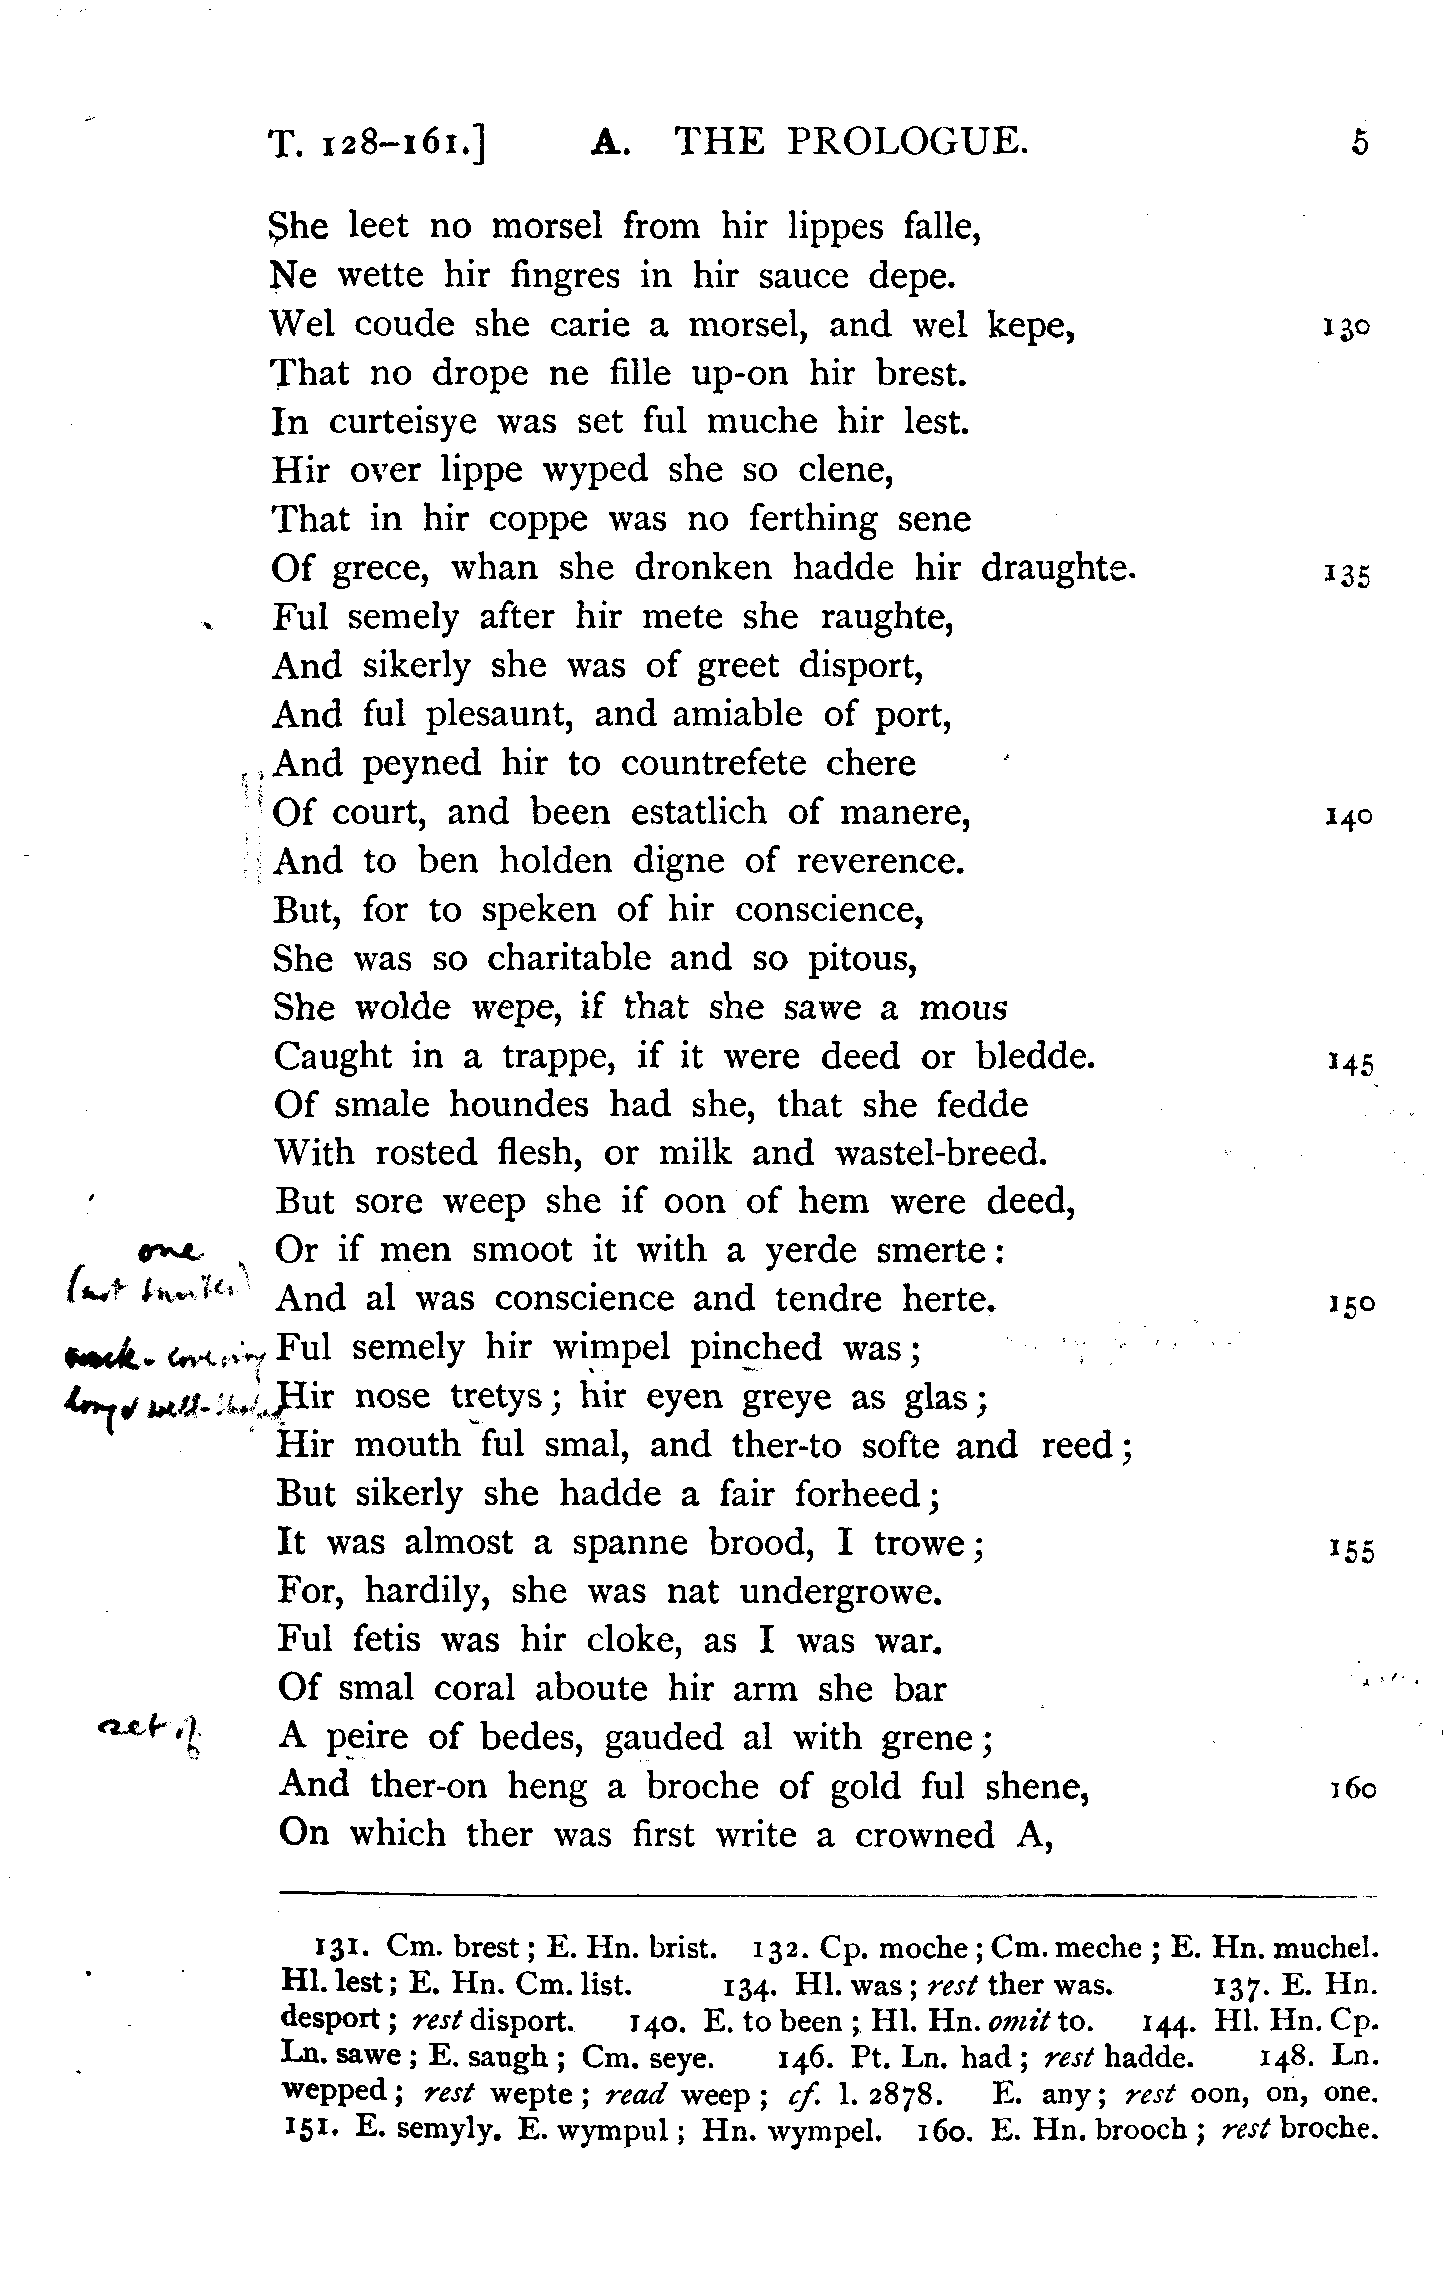 T. 128–161.] A. THE PROLOGUE. 5
She leet no morsel from hir lippes falle,
Ne wette hir fingres in hir sauce depe.
Wel coude she carie a morsel, and wel kepe, 130
That no drope ne fille up-on hir brest.
In curteisye was set ful muche hir lest.
Hir over lippe wyped she so clene,
That in hir coppe was no ferthing sene
Of grece, whan she dronken hadde hir draughte. 135
Ful semely after hir mete she raughte,
And sikerly she was of greet disport,
And ful plesaunt, and amiable of port,
And peyned hir to countrefete chere
Of court, and been estatlich of manere, 140
And to ben holden digne of reverence.
But, for to speken of hir conscience,
She was so charitable and so pitous,
She wolde wepe, if that she sawe a mous
Caught in a trappe, if it were deed or bledde. 145
Of smale houndes had she, that she fedde
With rosted flesh, or milk and wastel-breed.
But sore weep she if oon of hem were deed,
one Or if men smoot it with a yerde smerte:
And al was conscience and tendre herte. 150
covering Ful semely hir wimpel pinched was;
long & well- Hir nose tretys; hir eyen greye as glas;
Hir mouth ful smal, and ther-to softe and reed;
But sikerly she hadde a fair forheed;
It was almost a spanne brood, I trowe; 155
For, hardily, she was nat undergrowe.
Ful fetis was hir cloke, as I was war.
Of smal coral aboute hir arm she bar
set of A peire of bedes, gauded al with grene;
And ther-on heng a broche of gold ful shene, 160
On which ther was first write a crowned A,
131. Cm. brest; E. Hn. brist. 132. Cp. moche; Cm. meche; E. Hn. muchel.
Hl. lest; E. Hn. Cm. list. 134. Hl. was; rest ther was. 137. E. Hn.
desport; rest disport. 140. E. to been; Hl. Hn. omit to. 144. Hl. Hn. Cp.
Ln. sawe; E. saugh; Cm. seye. 146. Pt. Ln. had; rest hadde. 148. Ln.
wepped; rest wepte; read weep; cf. l. 2878. E. any; rest oon, on, one.
151. E. semyly. E. wympul; Hn. wympel. 160. E. Hn. brooch; rest broche.